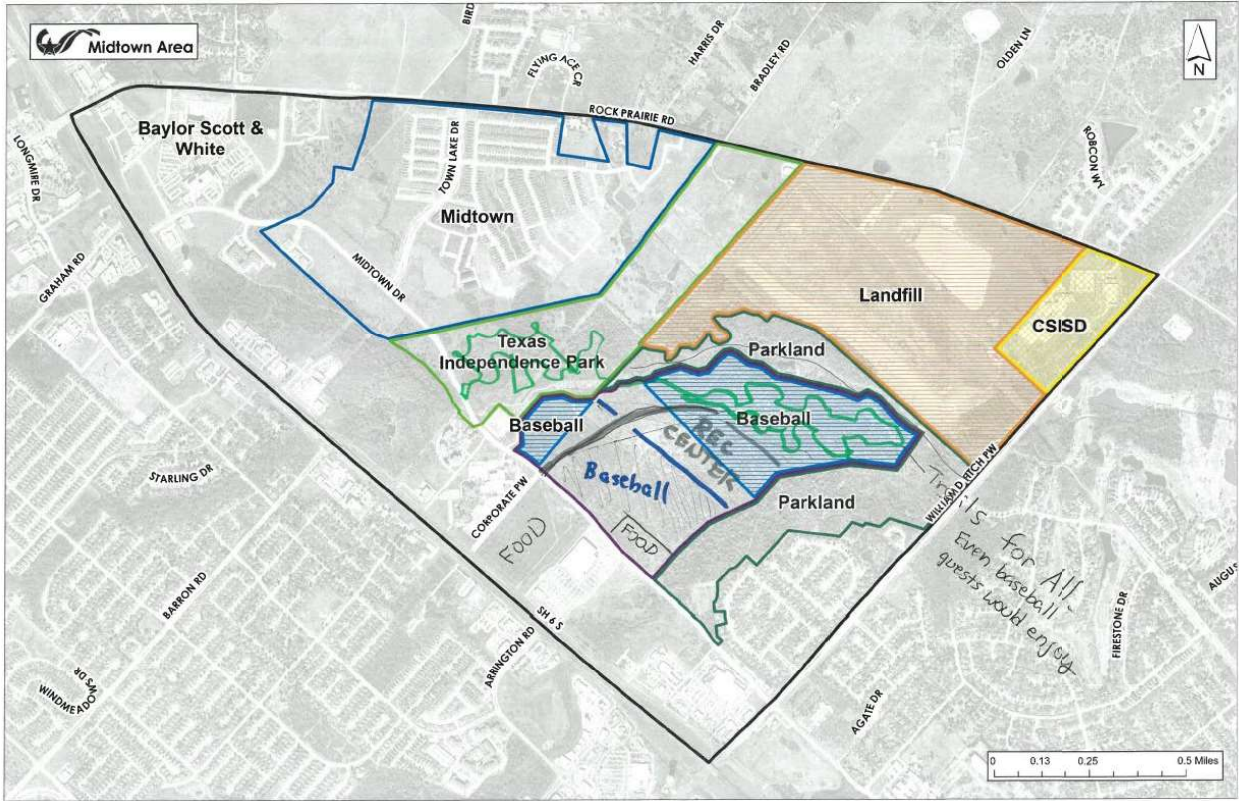 Midtown Area
N
BIRD
HARRIS DR
BRADLEY RD
OLDEN LN
FLYING ACE CR
ROCK PRAIRIE RD
ROBCON WY
LONGMIRE DR
Baylor Scott &
White
TOWN LAKE DR
Midtown
MIDTOWN DR
GRAHAM RD
Landfill
CSISD
Texas
Independence Park
Parkland
Baseball
Baseball
REC
CENTER
Baseball
Parkland
STARLING DR
CORPORATE PW
FOOD
FOOD
WILLIAM D FITCH PW
Trails for All
Even baseball
guests would enjoy
BARRON RD
SH 6 S
ARRINGTON RD
FIRESTONE DR
AUGUS
WINDMEADO
WS DR
AGATE DR
0 0.13 0.25 0.5 Miles